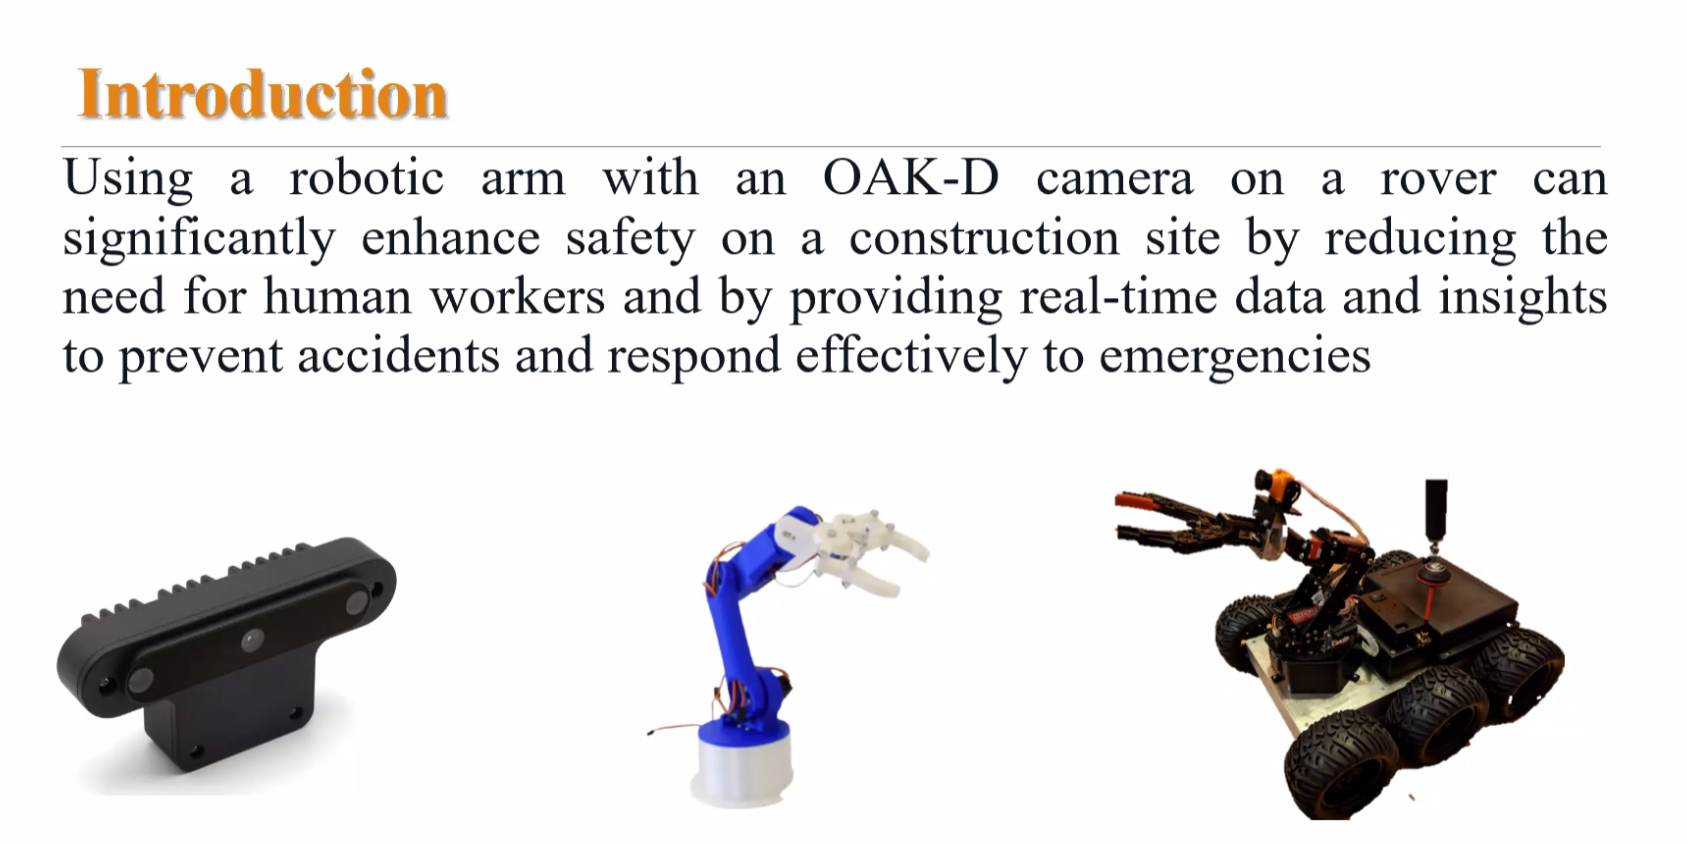 Introduction
Using a robotic arm with an OAK-D camera on a rover can
significantly enhance safety on a construction site by reducing the
need for human workers and by providing real-time data and insights
to prevent accidents and respond effectively to emergencies